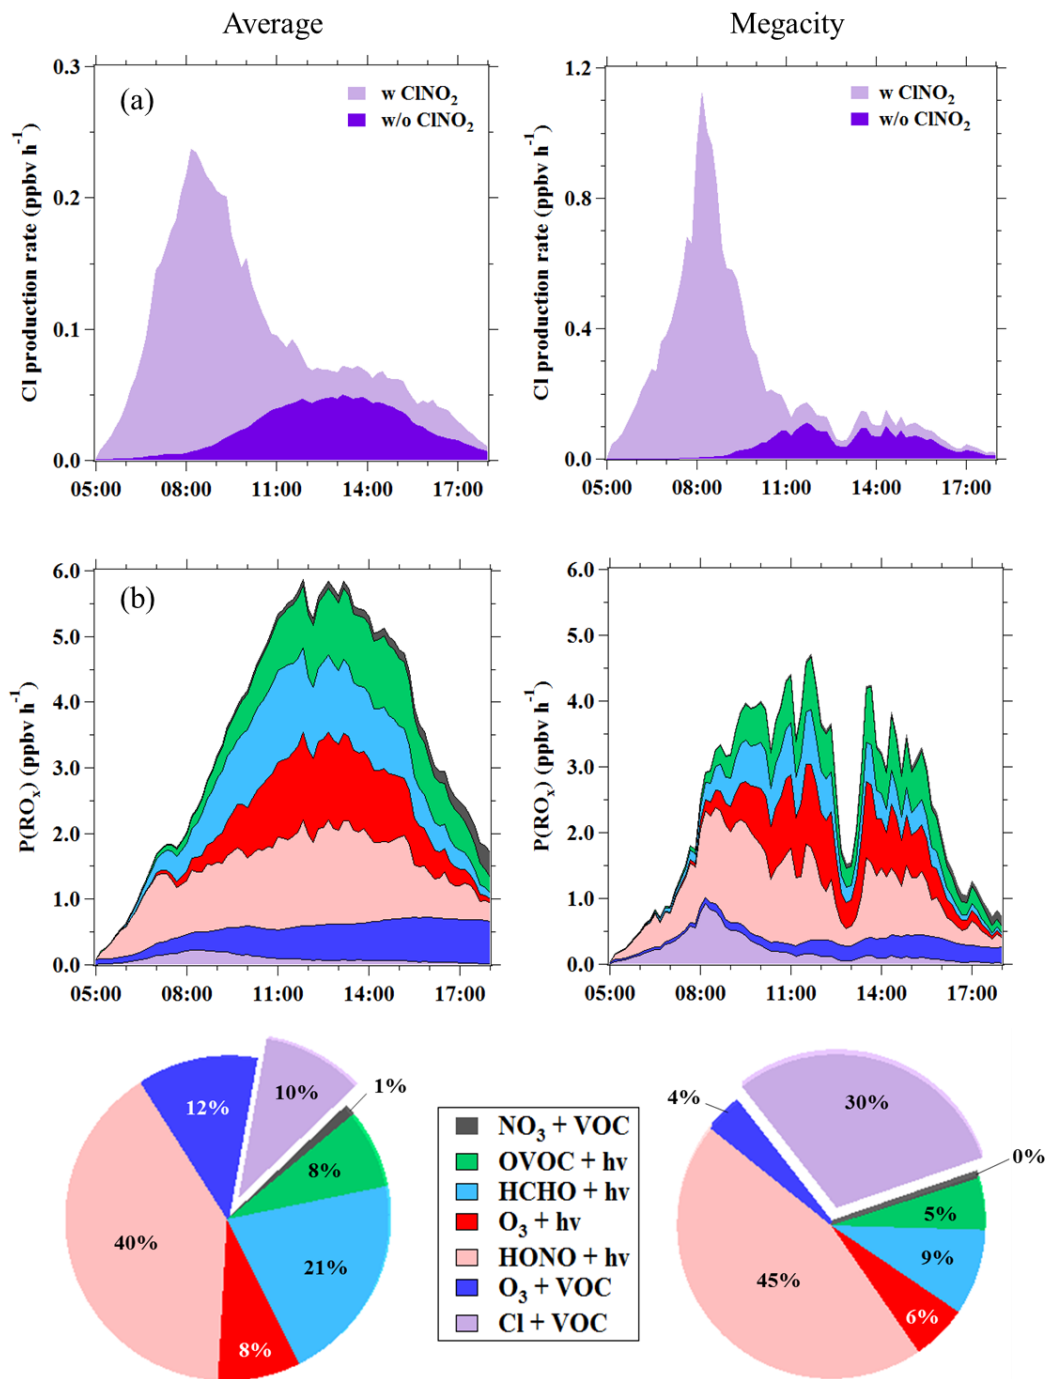 Average
Megacity
(a)
0.3
0.2
0.1
0.0
Cl production rate (ppbv h⁻¹)
w ClNO₂
w/o ClNO₂
05:00 08:00 11:00 14:00 17:00
1.2
0.8
0.4
0.0
Cl production rate (ppbv h⁻¹)
w ClNO₂
w/o ClNO₂
05:00 08:00 11:00 14:00 17:00
(b)
6.0
5.0
4.0
3.0
2.0
1.0
0.0
P(ROₓ) (ppbv h⁻¹)
05:00 08:00 11:00 14:00 17:00
6.0
5.0
4.0
3.0
2.0
1.0
0.0
P(ROₓ) (ppbv h⁻¹)
05:00 08:00 11:00 14:00 17:00
12%
10%
1%
8%
21%
8%
40%
NO₃ + VOC
OVOC + hv
HCHO + hv
O₃ + hv
HONO + hv
O₃ + VOC
Cl + VOC
4%
30%
0%
5%
9%
6%
45%